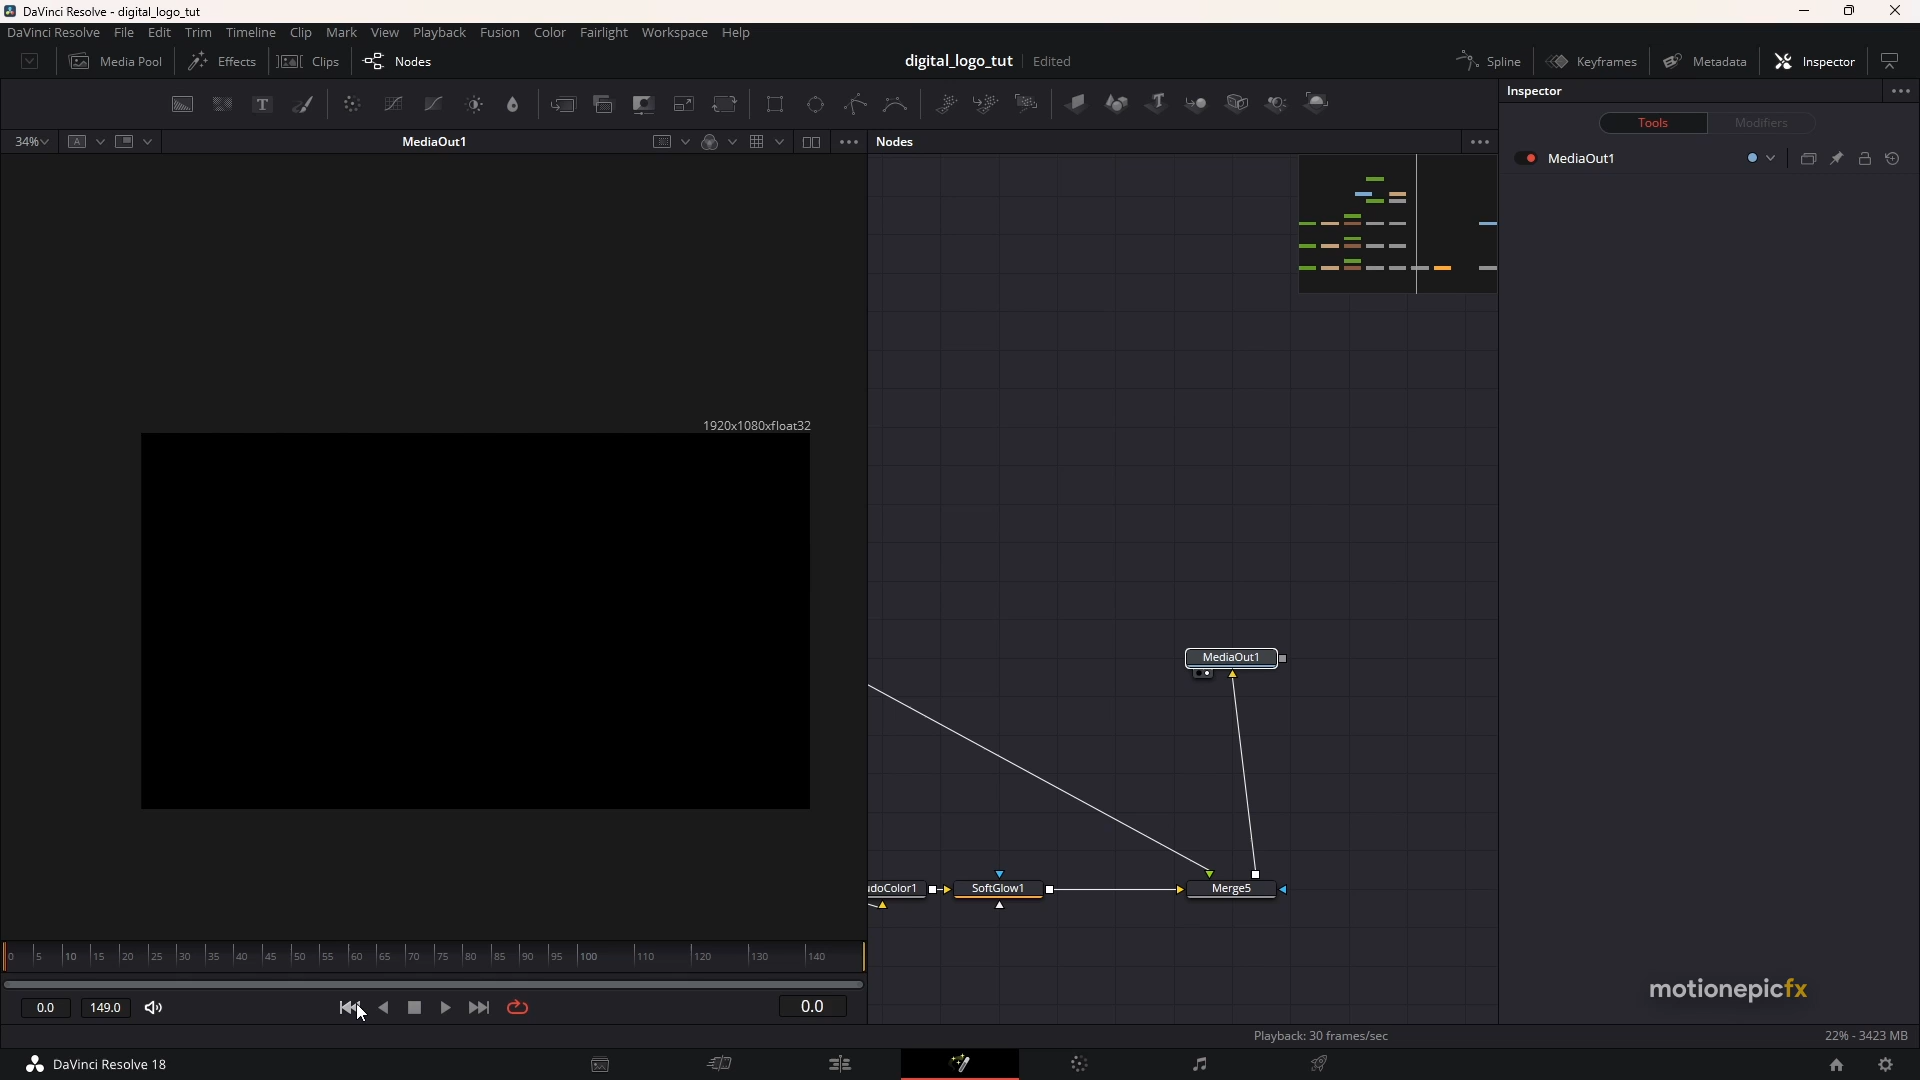 DaVinci Resolve - digital_logo_tut
DaVinci Resolve File Edit Trim Timeline Clip Mark View Playback Fusion Color Fairlight Workspace Help
Media Pool Effects Clips Nodes digital_logo_tut Edited Spline Keyframes Metadata Inspector
T T Inspector
Tools Modifiers
34% A MediaOut1 Nodes
MediaOut1
1920x1080xfloat32
MediaOut1
udoColor1 SoftGlow1 Merge5
0 5 10 15 20 25 30 35 40 45 50 55 60 65 70 75 80 85 90 95 100 110 120 130 140
motionepicfx
0.0 149.0 0.0
Playback: 30 frames/sec 22% - 3423 MB
DaVinci Resolve 18